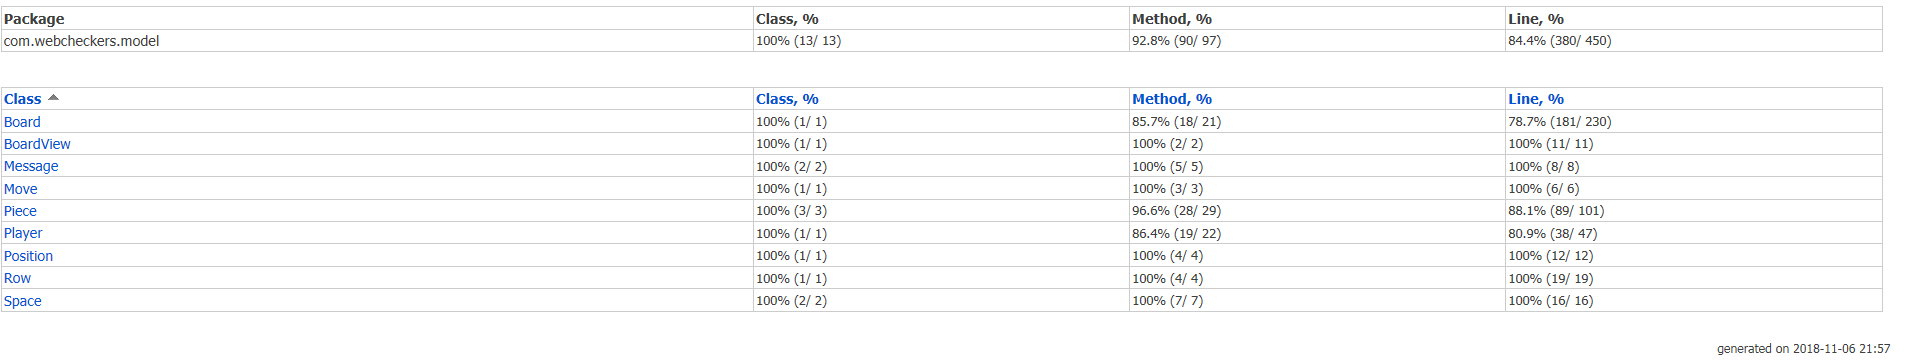 Package Class, % Method, % Line, %
com.webcheckers.model 100% (13/ 13) 92.8% (90/ 97) 84.4% (380/ 450)
Class Class, % Method, % Line, %
Board 100% (1/ 1) 85.7% (18/ 21) 78.7% (181/ 230)
BoardView 100% (1/ 1) 100% (2/ 2) 100% (11/ 11)
Message 100% (2/ 2) 100% (5/ 5) 100% (8/ 8)
Move 100% (1/ 1) 100% (3/ 3) 100% (6/ 6)
Piece 100% (3/ 3) 96.6% (28/ 29) 88.1% (89/ 101)
Player 100% (1/ 1) 86.4% (19/ 22) 80.9% (38/ 47)
Position 100% (1/ 1) 100% (4/ 4) 100% (12/ 12)
Row 100% (1/ 1) 100% (4/ 4) 100% (19/ 19)
Space 100% (2/ 2) 100% (7/ 7) 100% (16/ 16)
generated on 2018-11-06 21:57